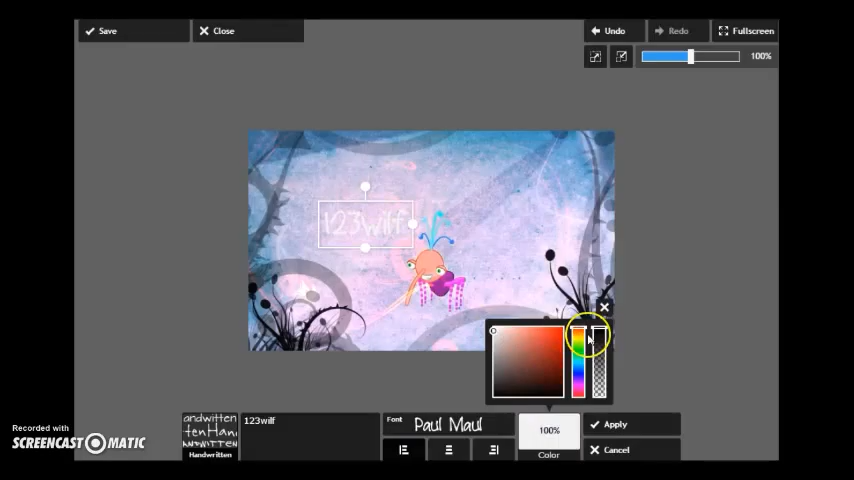 Save
Close
Undo
Redo
Fullscreen
100%
123wilf
andwritten
tenHan
Handwritten
123wilf
Font
Paul Maul
100%
Color
Apply
Cancel
Recorded with
SCREENCAST-O-MATIC